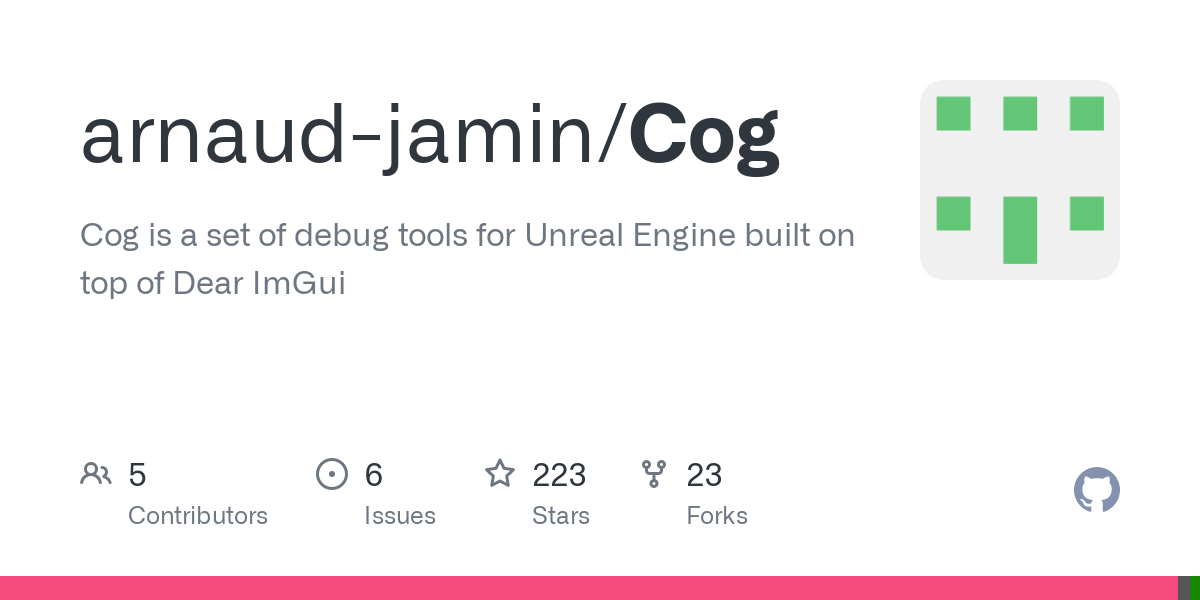 arnaud-jamin/Cog
Cog is a set of debug tools for Unreal Engine built on
top of Dear ImGui
5 6 223 23
Contributors Issues Stars Forks